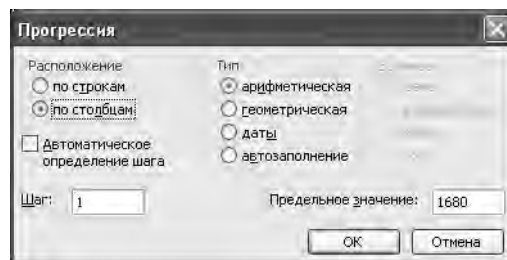 Прогрессия
Расположение
по строкам
по столбцам
Автоматическое
определение шага
Тип
арифметическая
геометрическая
даты
автозаполнение
Шаг: 1
Предельное значение: 1680
ОК Отмена